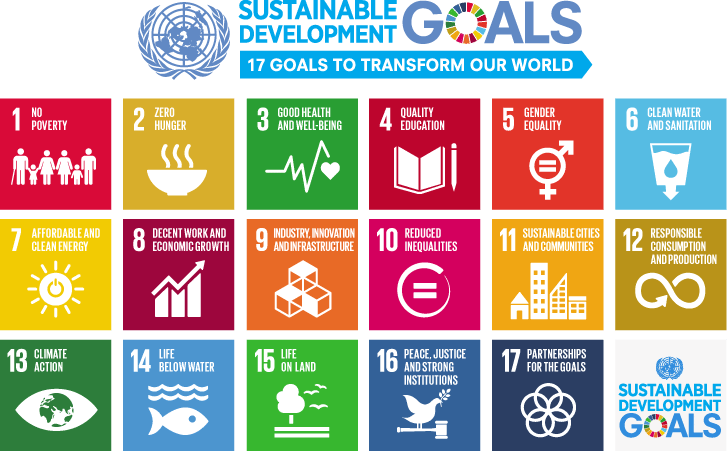 SUSTAINABLE
DEVELOPMENT
GOALS
17 GOALS TO TRANSFORM OUR WORLD
1 NO
POVERTY
2 ZERO
HUNGER
3 GOOD HEALTH
AND WELL-BEING
4 QUALITY
EDUCATION
5 GENDER
EQUALITY
6 CLEAN WATER
AND SANITATION
7 AFFORDABLE AND
CLEAN ENERGY
8 DECENT WORK AND
ECONOMIC GROWTH
9 INDUSTRY, INNOVATION
AND INFRASTRUCTURE
10 REDUCED
INEQUALITIES
11 SUSTAINABLE CITIES
AND COMMUNITIES
12 RESPONSIBLE
CONSUMPTION
AND PRODUCTION
13 CLIMATE
ACTION
14 LIFE
BELOW WATER
15 LIFE
ON LAND
16 PEACE, JUSTICE
AND STRONG
INSTITUTIONS
17 PARTNERSHIPS
FOR THE GOALS
SUSTAINABLE
DEVELOPMENT
GOALS